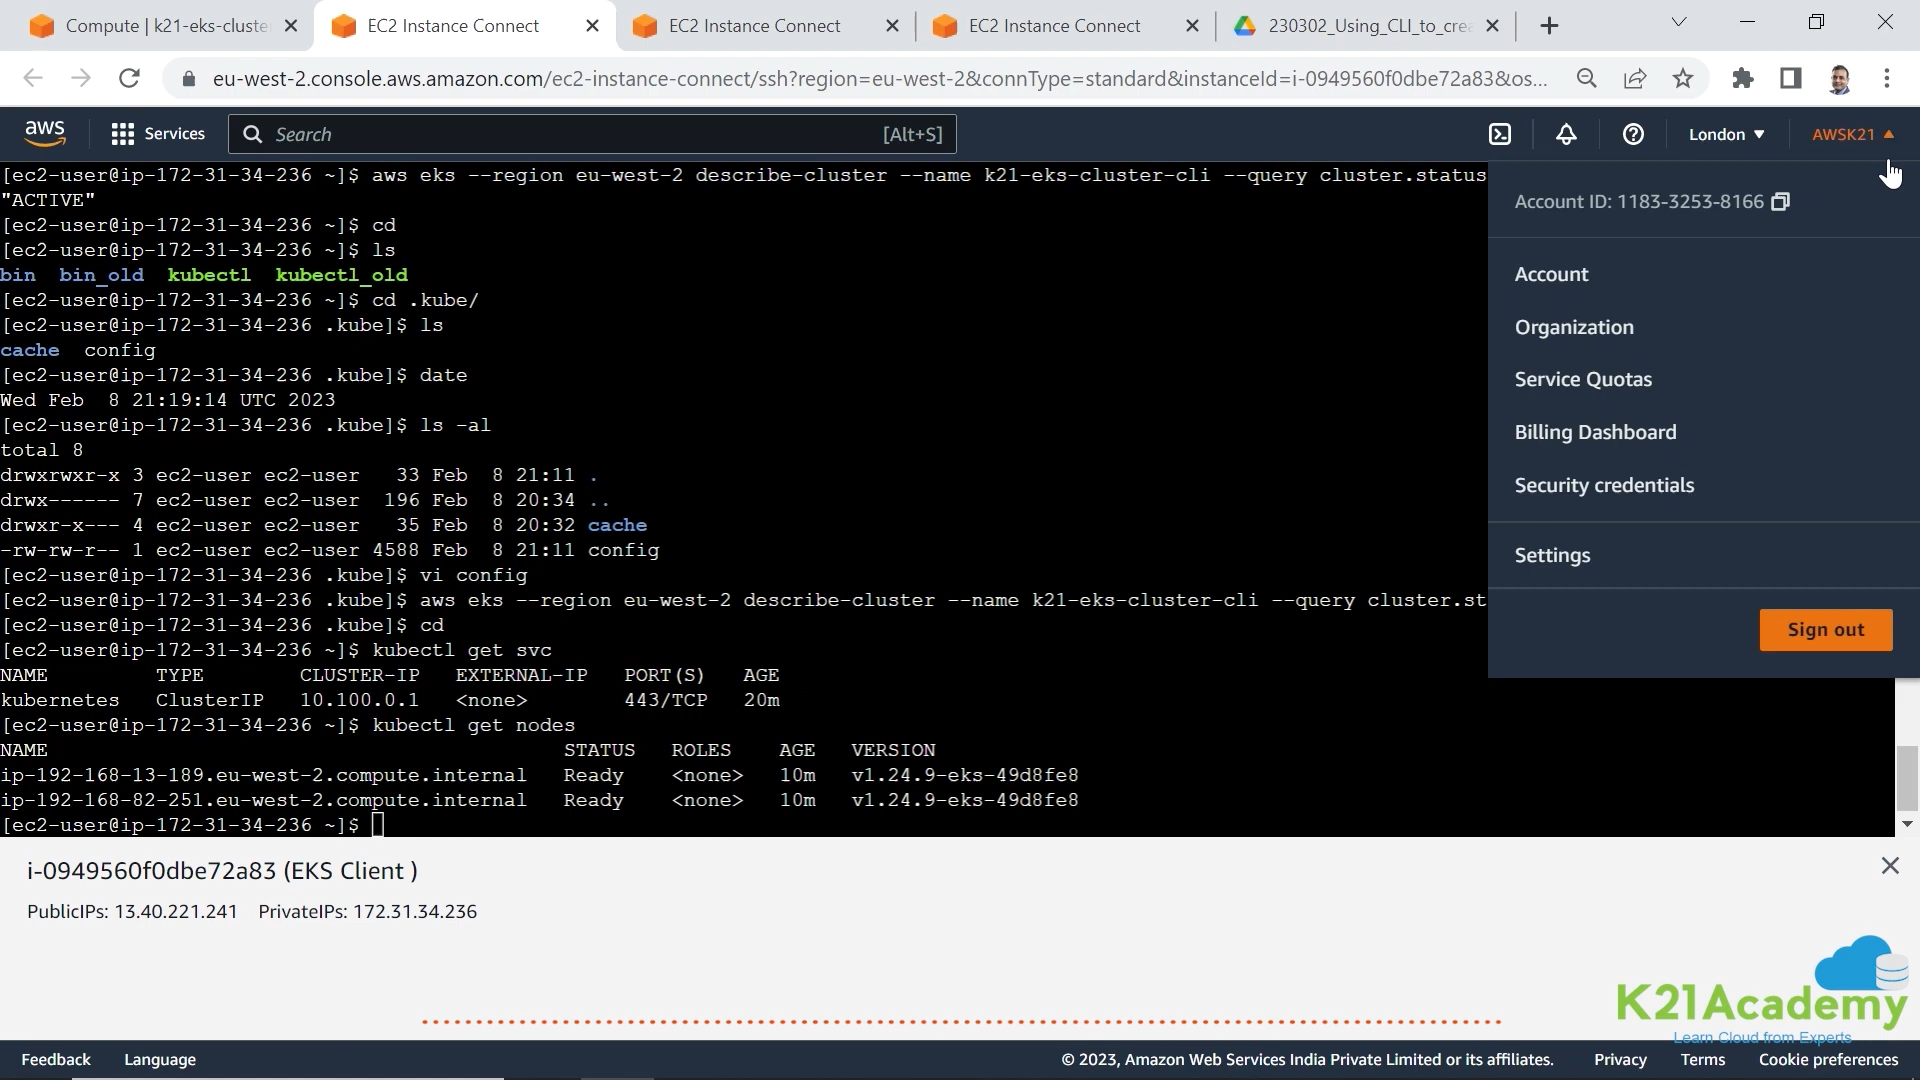 Compute | k21-eks-cluste
EC2 Instance Connect
EC2 Instance Connect
EC2 Instance Connect
230302_Using_CLI_to_crea
eu-west-2.console.aws.amazon.com/ec2-instance-connect/ssh?region=eu-west-2&connType=standard&instanceId=i-0949560f0dbe72a83&os...
aws
Services
Search
[Alt+S]
London
AWSK21
[ec2-user@ip-172-31-34-236 ~]$ aws eks --region eu-west-2 describe-cluster --name k21-eks-cluster-cli --query cluster.status
"ACTIVE"
[ec2-user@ip-172-31-34-236 ~]$ cd
[ec2-user@ip-172-31-34-236 ~]$ ls
bin bin_old kubectl kubectl_old
[ec2-user@ip-172-31-34-236 ~]$ cd .kube/
[ec2-user@ip-172-31-34-236 .kube]$ ls
cache config
[ec2-user@ip-172-31-34-236 .kube]$ date
Wed Feb 8 21:19:14 UTC 2023
[ec2-user@ip-172-31-34-236 .kube]$ ls -al
total 8
drwxrwxr-x 3 ec2-user ec2-user 33 Feb 8 21:11 .
drwx------ 7 ec2-user ec2-user 196 Feb 8 20:34 ..
drwxr-x--- 4 ec2-user ec2-user 35 Feb 8 20:32 cache
-rw-rw-r-- 1 ec2-user ec2-user 4588 Feb 8 21:11 config
[ec2-user@ip-172-31-34-236 .kube]$ vi config
[ec2-user@ip-172-31-34-236 .kube]$ aws eks --region eu-west-2 describe-cluster --name k21-eks-cluster-cli --query cluster.st
[ec2-user@ip-172-31-34-236 .kube]$ cd
[ec2-user@ip-172-31-34-236 ~]$ kubectl get svc
NAME TYPE CLUSTER-IP EXTERNAL-IP PORT(S) AGE
kubernetes ClusterIP 10.100.0.1 <none> 443/TCP 20m
[ec2-user@ip-172-31-34-236 ~]$ kubectl get nodes
NAME STATUS ROLES AGE VERSION
ip-192-168-13-189.eu-west-2.compute.internal Ready <none> 10m v1.24.9-eks-49d8fe8
ip-192-168-82-251.eu-west-2.compute.internal Ready <none> 10m v1.24.9-eks-49d8fe8
[ec2-user@ip-172-31-34-236 ~]$
Account ID: 1183-3253-8166
Account
Organization
Service Quotas
Billing Dashboard
Security credentials
Settings
Sign out
i-0949560f0dbe72a83 (EKS Client )
PublicIPs: 13.40.221.241 PrivateIPs: 172.31.34.236
K21Academy
Learn Cloud from Experts
Feedback
Language
© 2023, Amazon Web Services India Private Limited or its affiliates.
Privacy
Terms
Cookie preferences